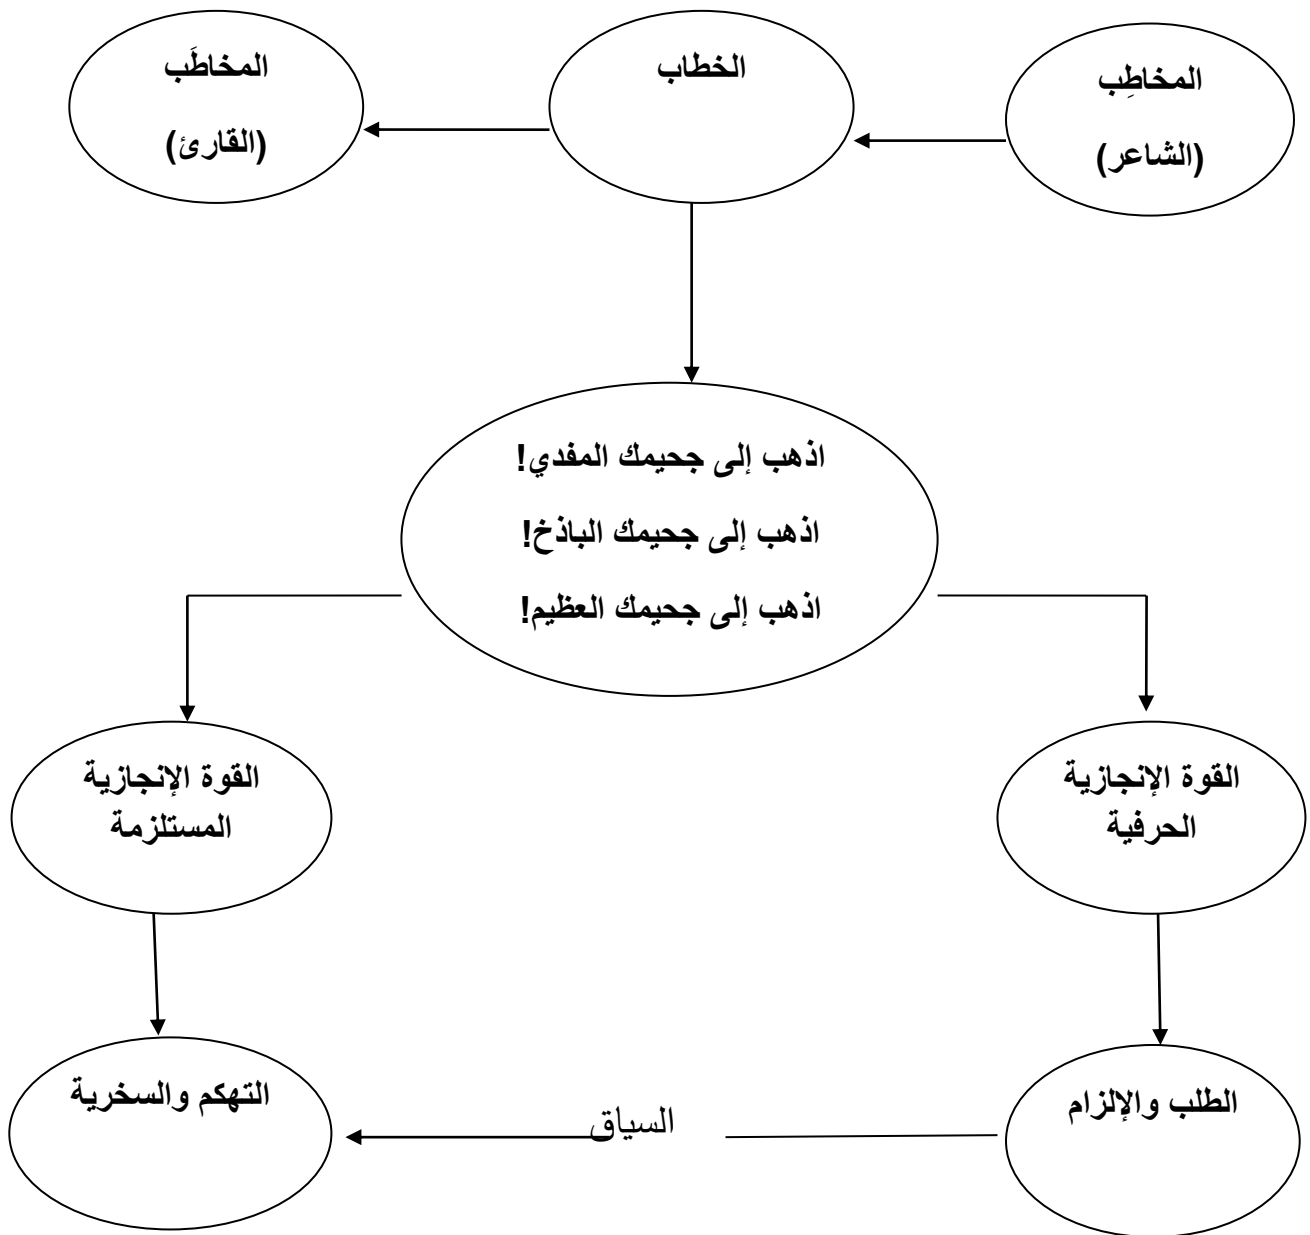 المخاطِب
(الشاعر)
الخطاب
المخاطَب
(القارئ)
اذهب إلى جحيمك المفدي!
اذهب إلى جحيمك الباذخ!
اذهب إلى جحيمك العظيم!
القوة الإنجازية
الحرفية
القوة الإنجازية
المستلزمة
الطلب والإلزام
السياق
التهكم والسخرية